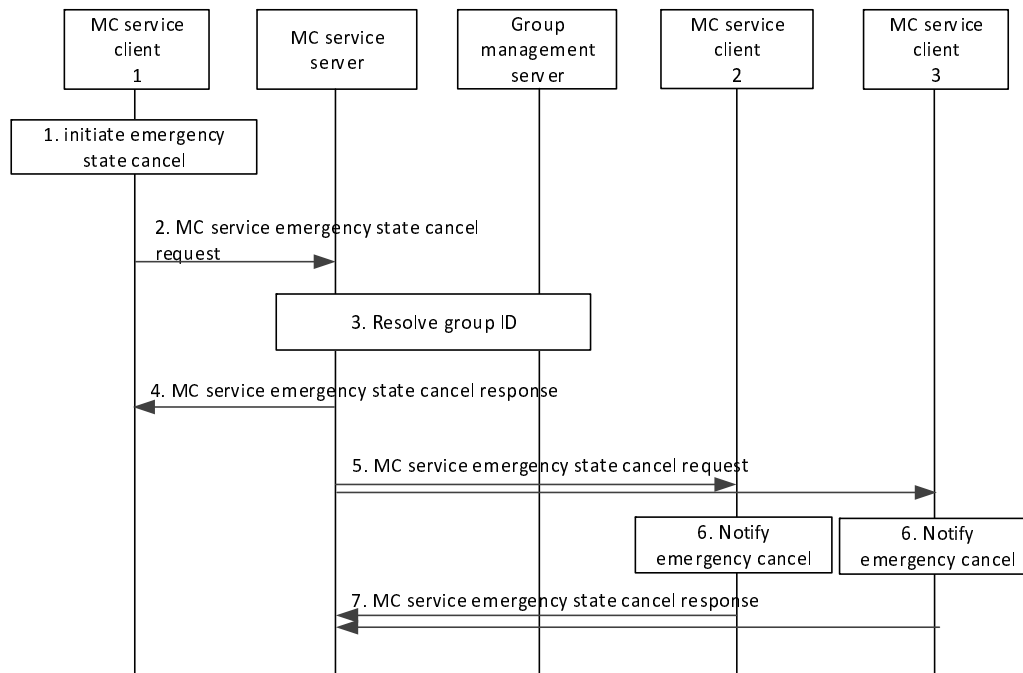 MC service
client
1
MC service
server
Group
management
server
MC service
client
2
MC service
client
3
1. initiate emergency
state cancel
2. MC service emergency state cancel
request
3. Resolve group ID
4. MC service emergency state cancel response
5. MC service emergency state cancel request
6. Notify
emergency cancel
6. Notify
emergency cancel
7. MC service emergency state cancel response